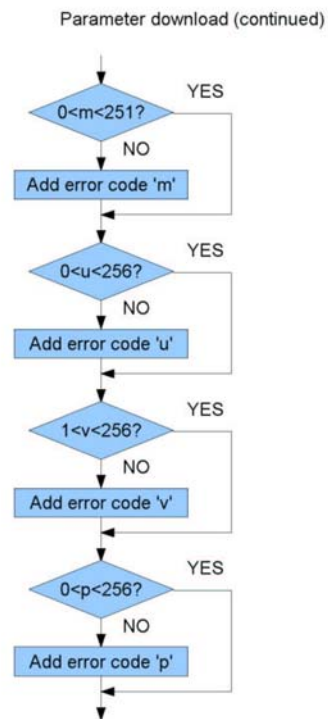 Parameter download (continued)
YES
0<m<251?
NO
Add error code 'm'
YES
0<u<256?
NO
Add error code 'u'
YES
1<v<256?
NO
Add error code 'v'
YES
0<p<256?
NO
Add error code 'p'